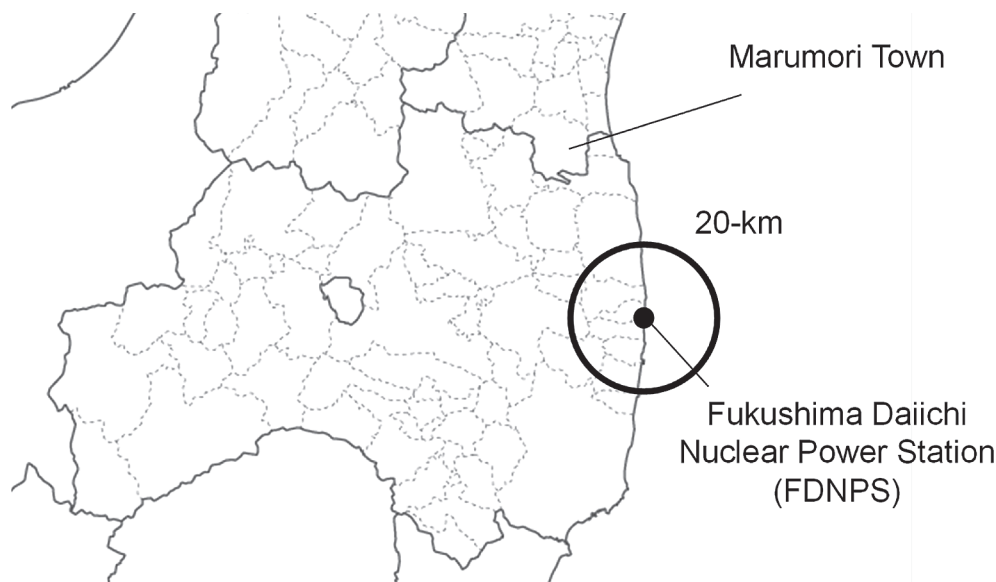 Marumori Town
20-km
Fukushima Daiichi
Nuclear Power Station
(FDNPS)